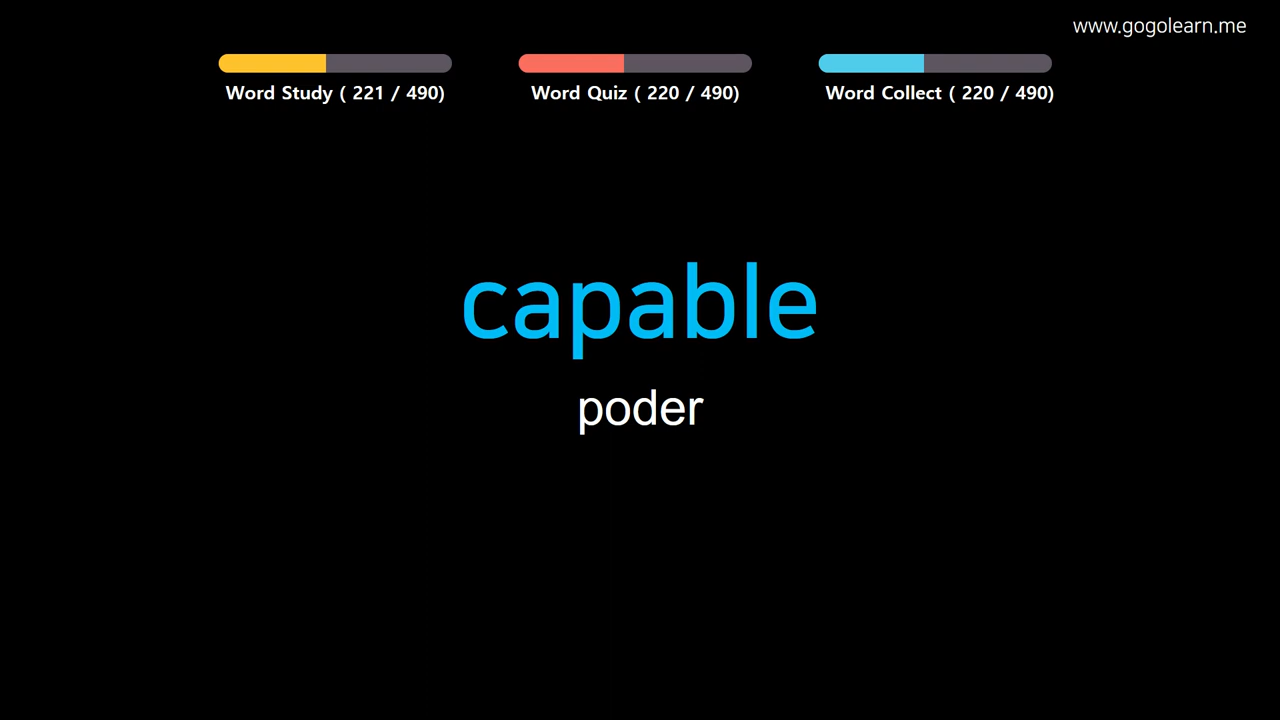 www.gogolearn.me
Word Study ( 221 / 490)
Word Quiz ( 220 / 490)
Word Collect ( 220 / 490)
capable
poder